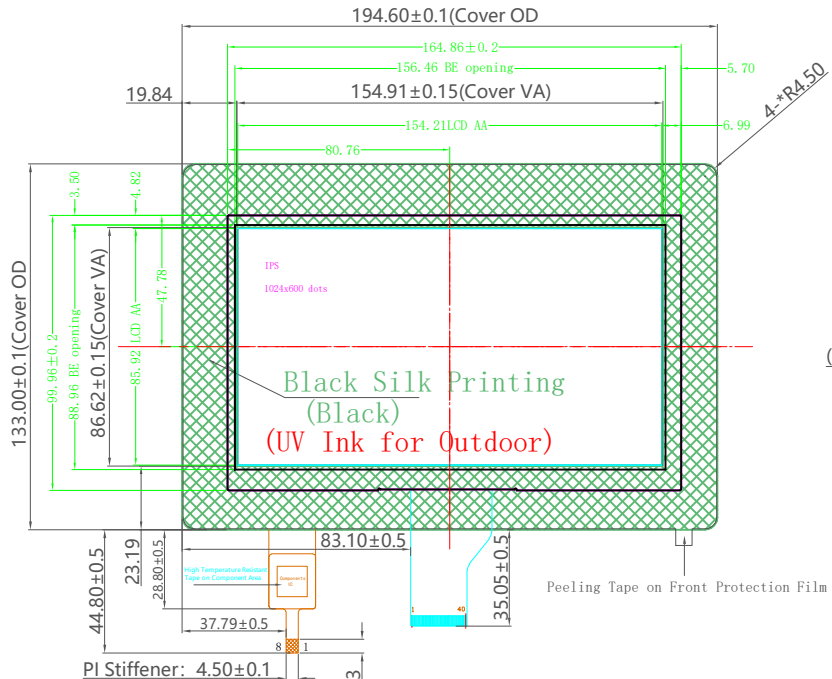 194.60±0.1(Cover OD
164.86±0.2
156.46 BE opening
5.70
19.84
154.91±0.15(Cover VA)
4-*R4.50
154.21LCD AA
6.99
80.76
3.50
4.82
133.00±0.1(Cover OD
99.96±0.2
88.96 BE opening
85.92 LCD AA
86.62±0.15(Cover VA)
47.78
IPS
1024x600 dots
(
Black Silk Printing
(Black)
(UV Ink for Outdoor)
44.80±0.5
23.19
28.80±0.5
High Temperature-Resistant
Tape on Component Area
Components
83.10±0.5
35.05±0.5
1
40
Peeling Tape on Front Protection Film
37.79±0.5
8
1
PI Stiffener: 4.50±0.1
3